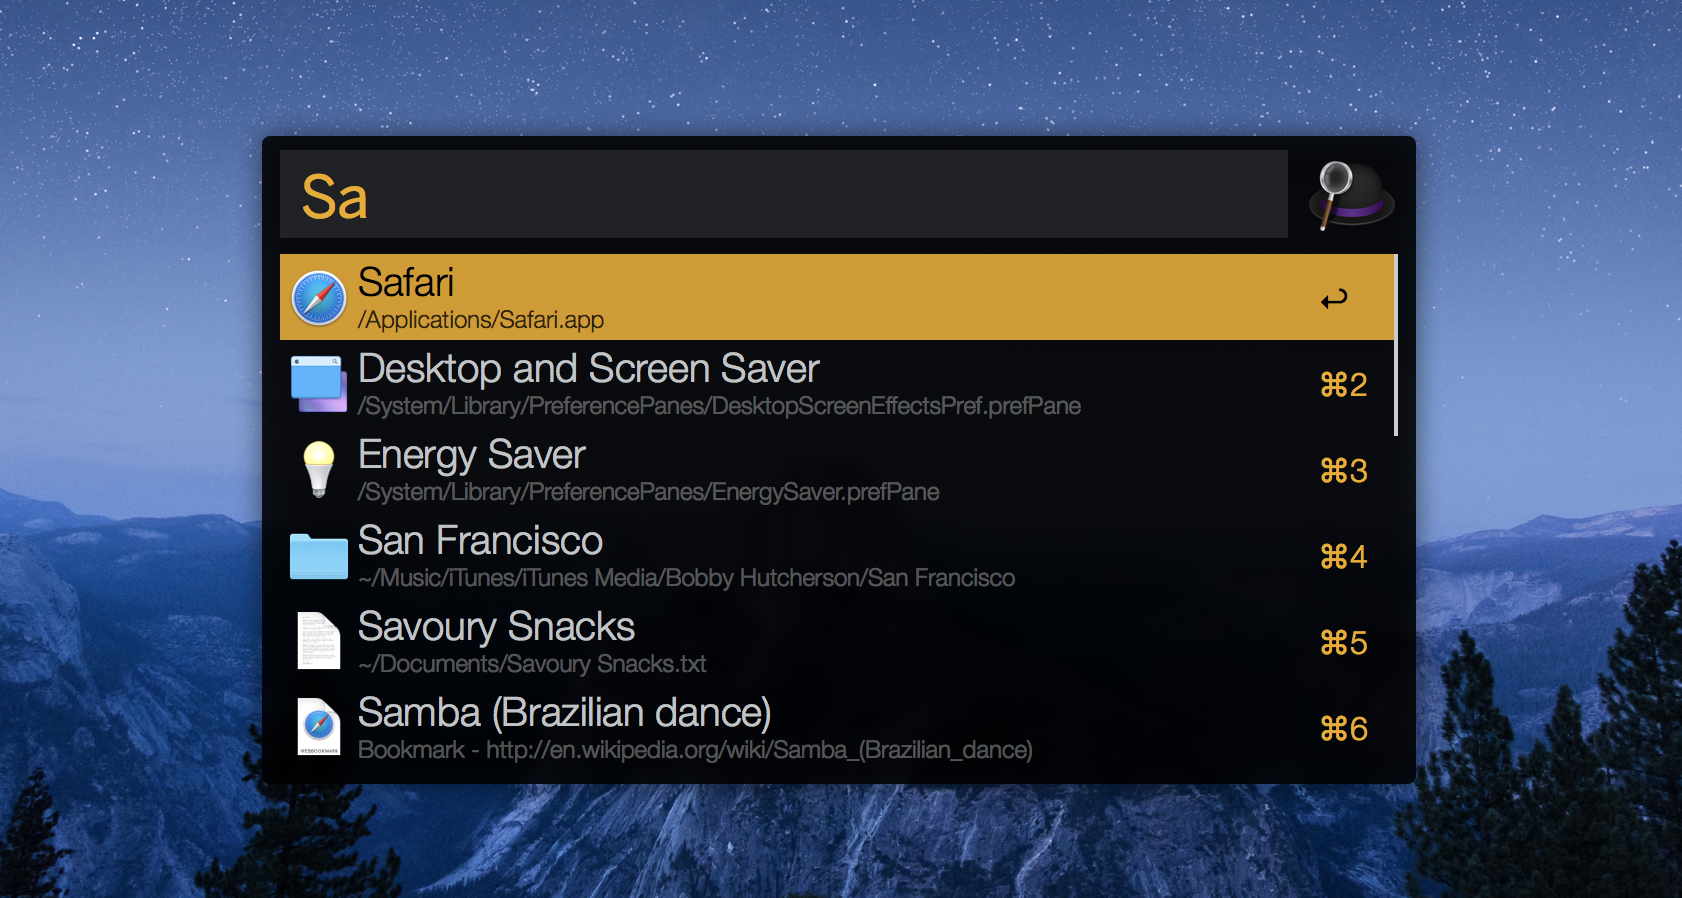 Sa
Safari
/Applications/Safari.app
↩
Desktop and Screen Saver
/System/Library/PreferencePanes/DesktopScreenEffectsPref.prefPane
⌘2
Energy Saver
/System/Library/PreferencePanes/EnergySaver.prefPane
⌘3
San Francisco
~/Music/iTunes/iTunes Media/Bobby Hutcherson/San Francisco
⌘4
Savoury Snacks
~/Documents/Savoury Snacks.txt
⌘5
Samba (Brazilian dance)
Bookmark - http://en.wikipedia.org/wiki/Samba_(Brazilian_dance)
WEBBOOKMARK
⌘6